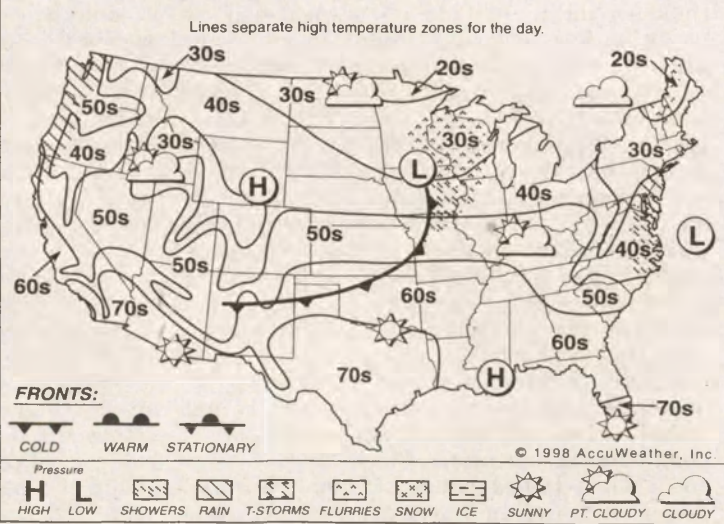 Lines separate high temperature zones for the day.
30s
20s
20s
50s
40s
30s
30s
30s
40s
30s
H
L
40s
50s
50s
50s
40s
L
60s
70s
60s
50s
60s
70s
H
70s
FRONTS:
COLD WARM STATIONARY
© 1998 AccuWeather, Inc.
Pressure
H L
HIGH LOW SHOWERS RAIN T-STORMS FLURRIES SNOW ICE SUNNY PT. CLOUDY CLOUDY